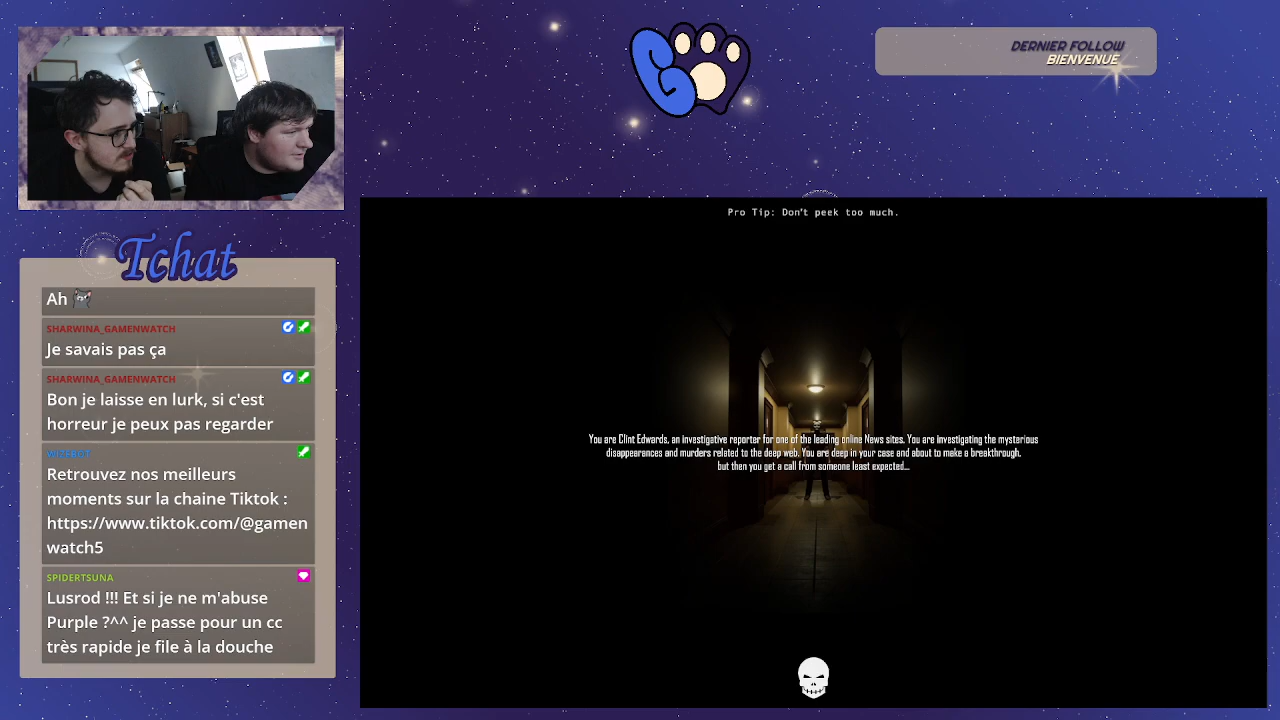 DERNIER FOLLOW
BIENVENUE
Tchat
Ah
SHARWINA_GAMENWATCH
Je savais pas ça
SHARWINA_GAMENWATCH
Bon je laisse en lurk, si c'est
horreur je peux pas regarder
WIZEBOT
Retrouvez nos meilleurs
moments sur la chaine Tiktok :
https://www.tiktok.com/@gamen
watch5
SPIDERTSUNA
Lusrod !!! Et si je ne m'abuse
Purple ?^^ je passe pour un cc
très rapide je file à la douche
Pro Tip: Don't peek too much.
You are Clint Edwards, an investigative reporter for one of the leading online News sites. You are investigating the mysterious
disappearances and murders related to the deep web. You are deep in your case and about to make a breakthrough,
but then you get a call from someone least expected...